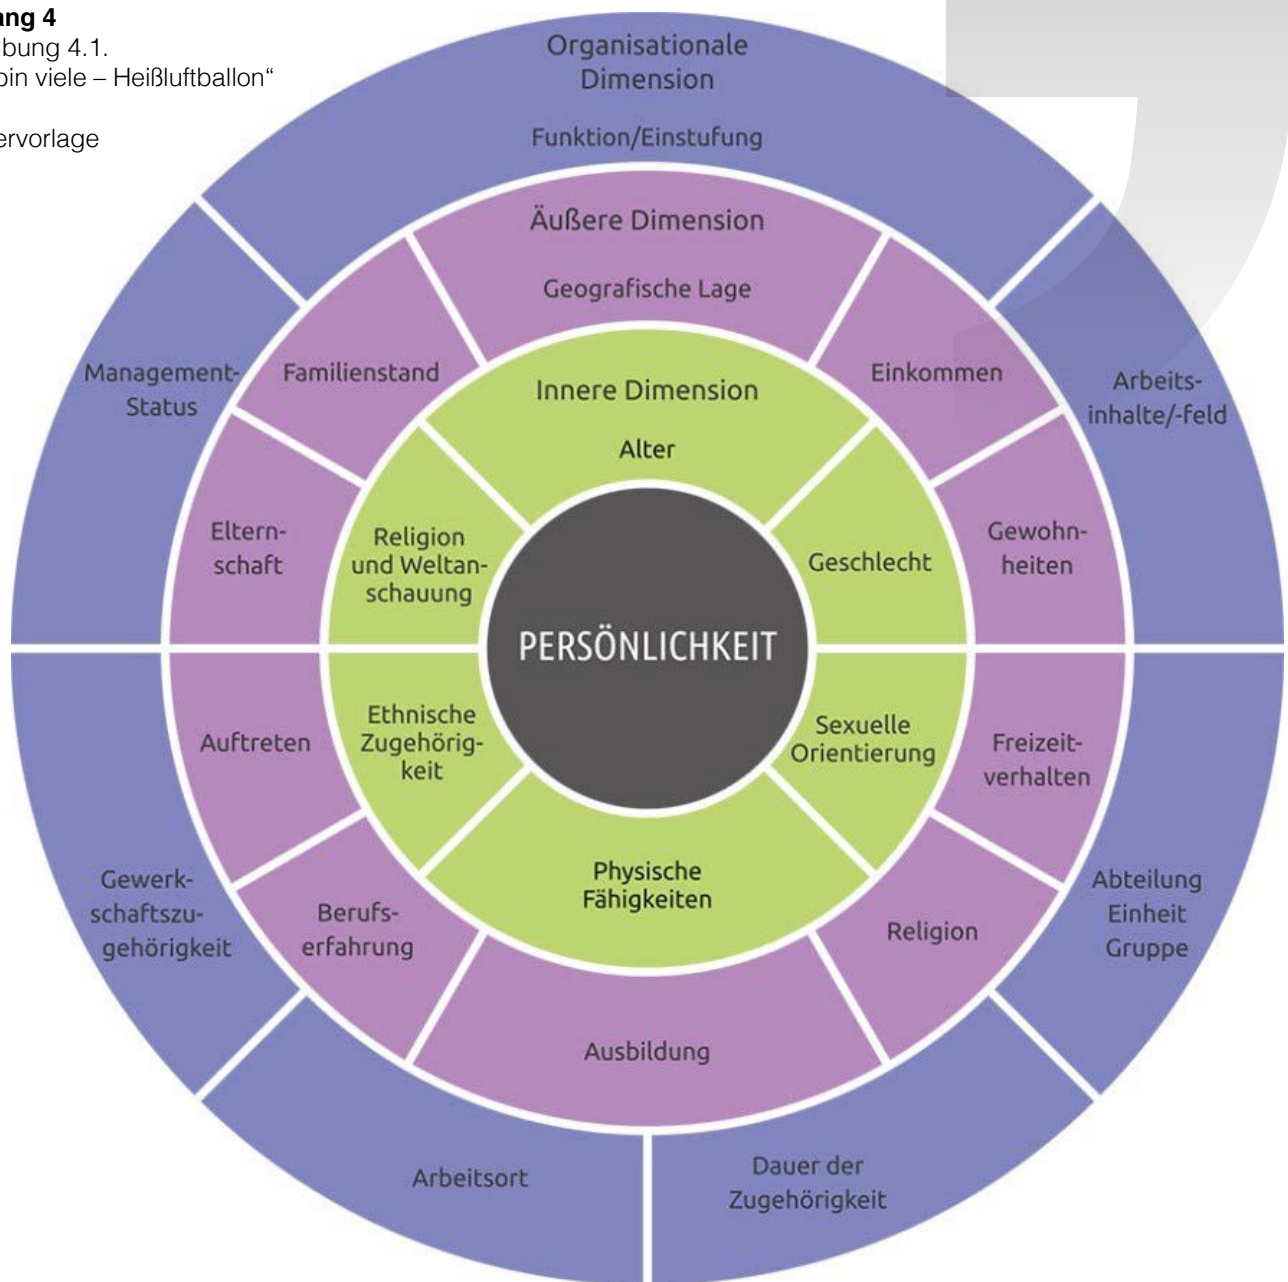 ang 4
bung 4.1.
bin viele – Heißluftballon“
ervorlage
Organisationale
Dimension
Funktion/Einstufung
Äußere Dimension
Geografische Lage
Innere Dimension
Alter
PERSÖNLICHKEIT
Management-
Status
Familienstand
Einkommen
Arbeits-
inhalte/-feld
Eltern-
schaft
Religion
und Weltan-
schauung
Geschlecht
Gewohn-
heiten
Auftreten
Ethnische
Zugehörig-
keit
Sexuelle
Orientierung
Freizeit-
verhalten
Gewerk-
schaftszu-
gehörigkeit
Berufs-
erfahrung
Physische
Fähigkeiten
Religion
Abteilung
Einheit
Gruppe
Ausbildung
Arbeitsort
Dauer der
Zugehörigkeit